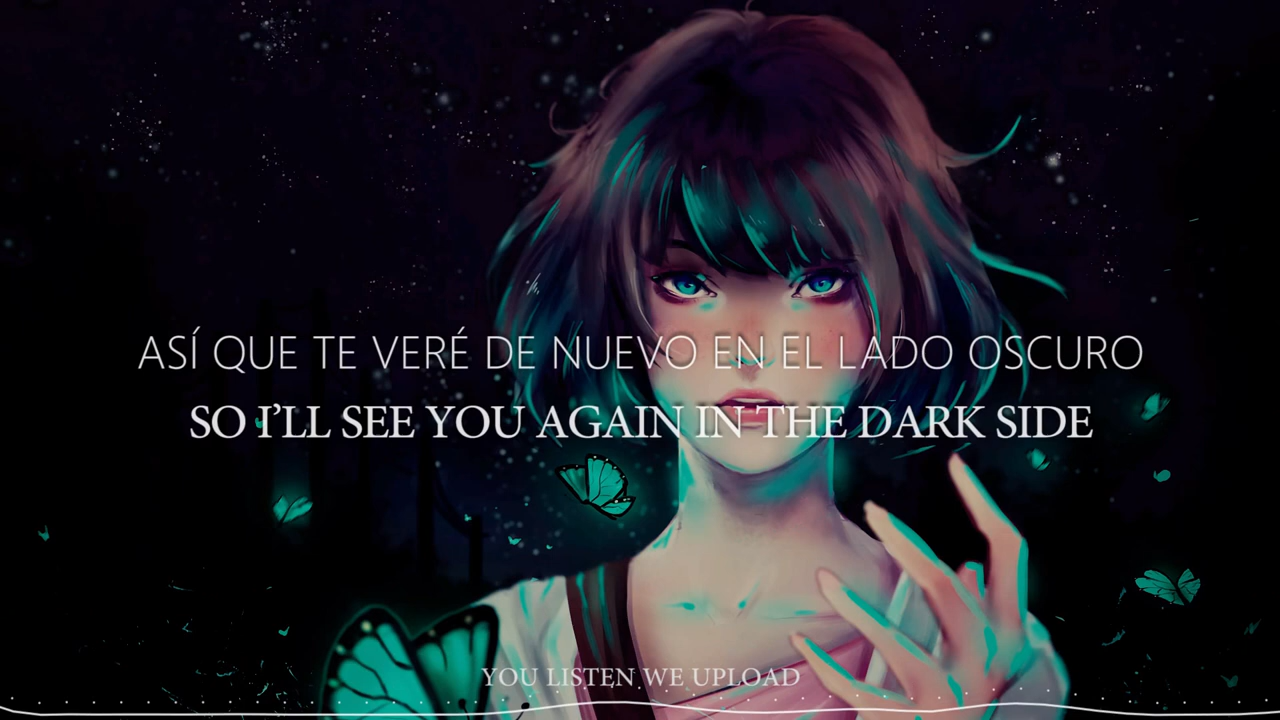 ASÍ QUE TE VERÉ DE NUEVO EN EL LADO OSCURO
SO I’LL SEE YOU AGAIN IN THE DARK SIDE
YOU LISTEN WE UPLOAD